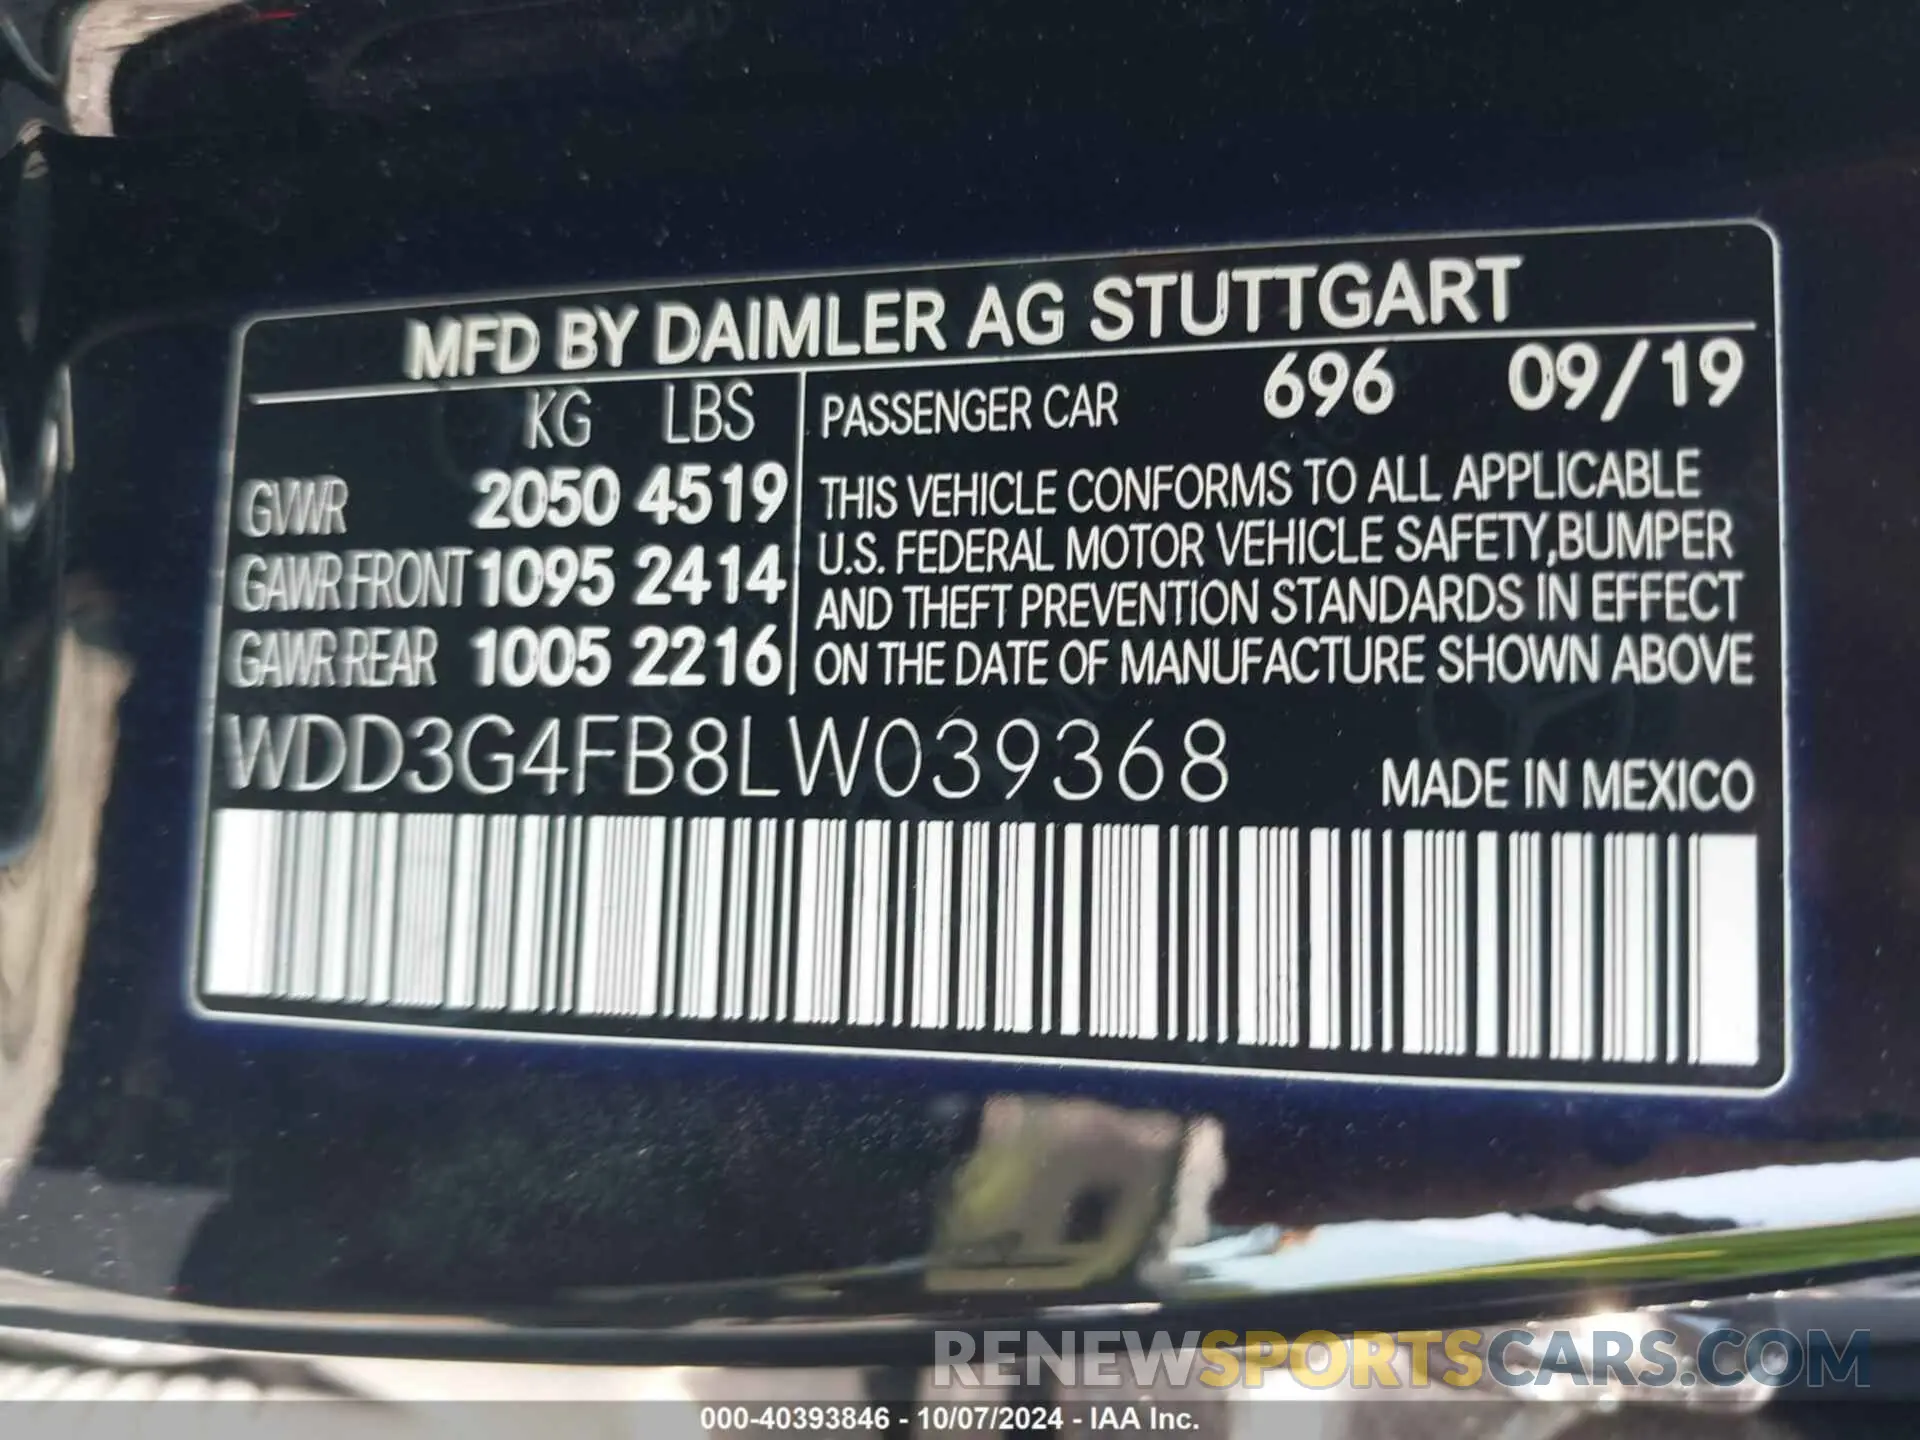 MFD BY DAIMLER AG STUTTGART
KG LBS
GVWR 2050 4519
GAWR FRONT 1095 2414
GAWR REAR 1005 2216
PASSENGER CAR 696 09/19
THIS VEHICLE CONFORMS TO ALL APPLICABLE
U.S. FEDERAL MOTOR VEHICLE SAFETY,BUMPER
AND THEFT PREVENTION STANDARDS IN EFFECT
ON THE DATE OF MANUFACTURE SHOWN ABOVE
WDD3G4FB8LW039368 MADE IN MEXICO
RENEWSPORTSCARS.COM
000-40393846 - 10/07/2024 - IAA Inc.